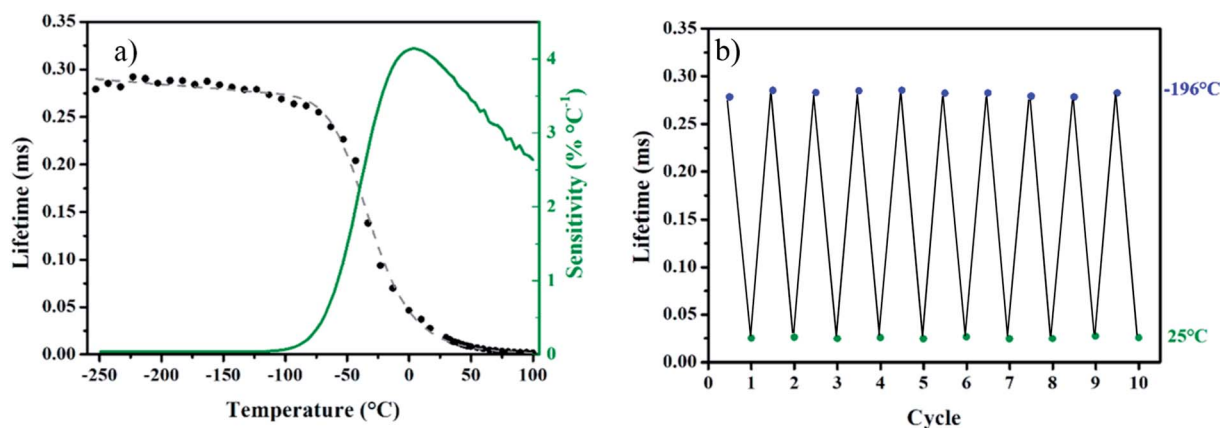 a)
0.35
0.30
0.25
0.20
0.15
0.10
0.05
0.00
Lifetime (ms)
-250 -200 -150 -100 -50 0 50 100
Temperature (°C)
4
3
2
1
0
Sensitivity (% °C⁻¹)
b)
0.35
0.30
0.25
0.20
0.15
0.10
0.05
0.00
Lifetime (ms)
-196°C
25°C
0 1 2 3 4 5 6 7 8 9 10
Cycle